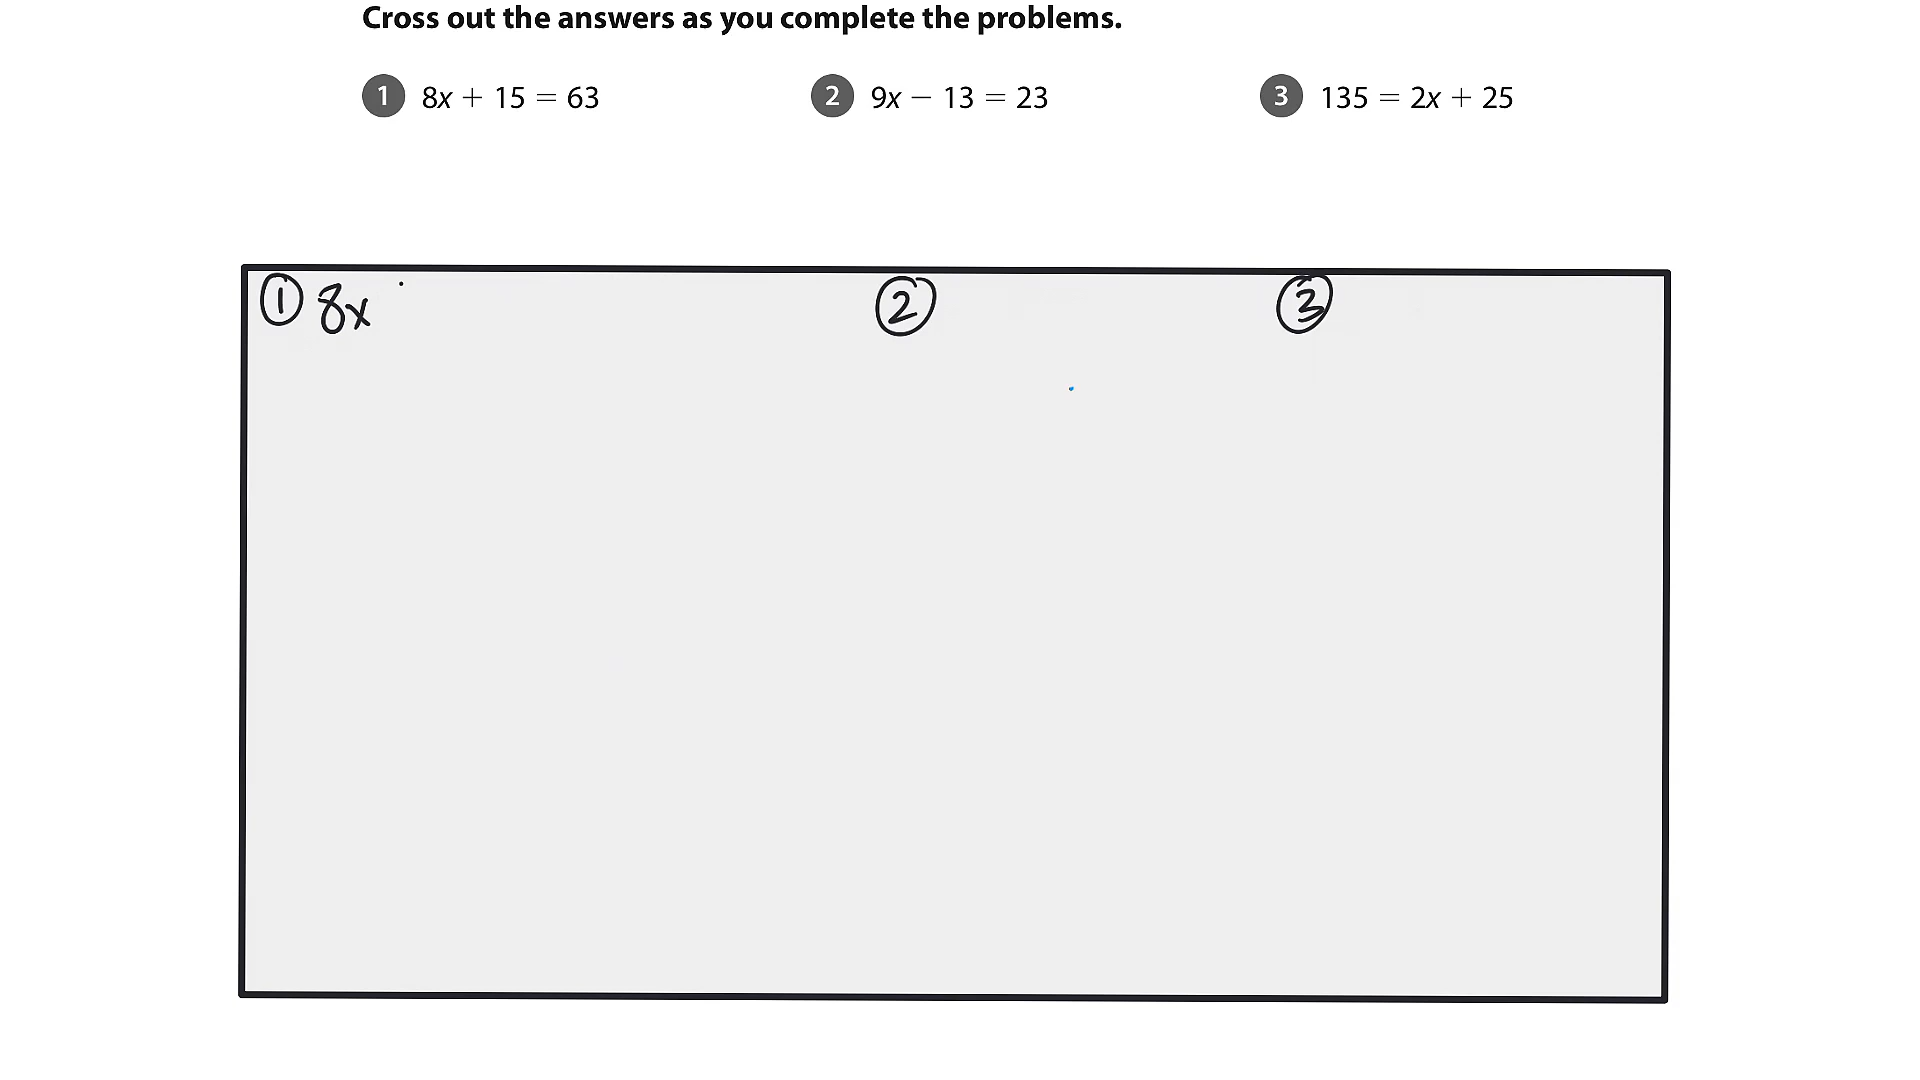 Cross out the answers as you complete the problems.
1 8x + 15 = 63
2 9x − 13 = 23
3 135 = 2x + 25
① 8x
②
③